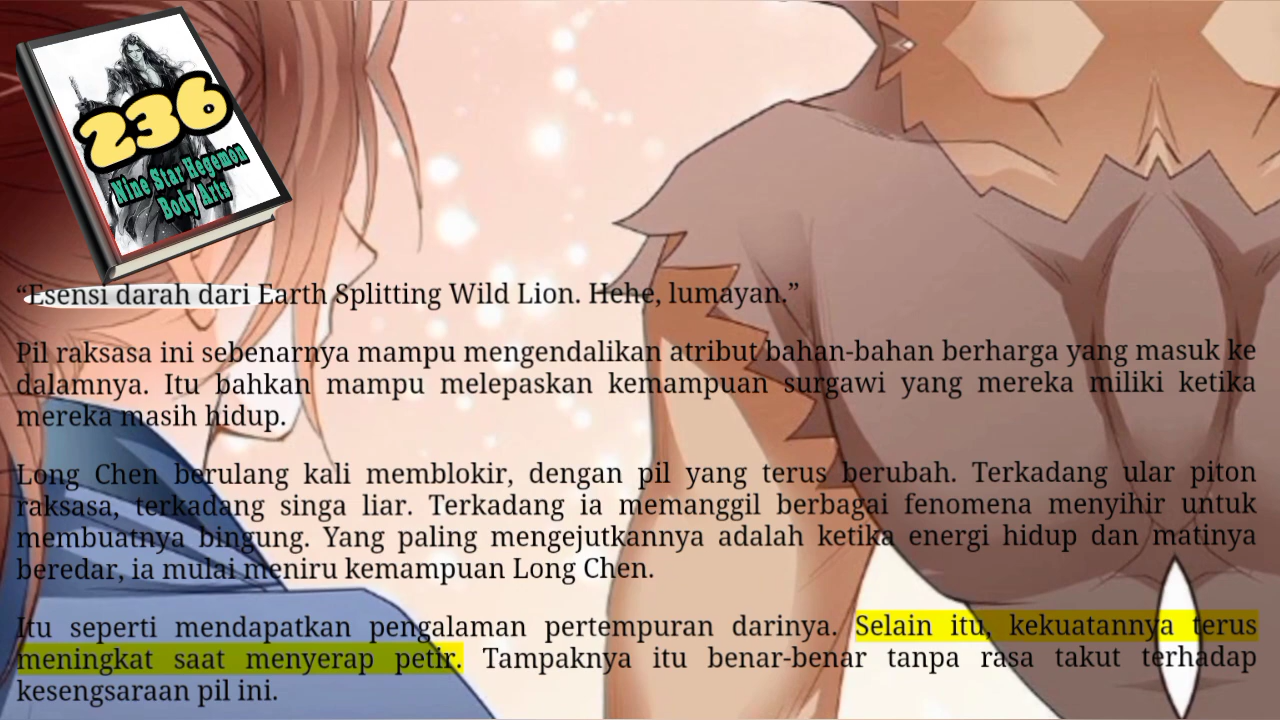 236
Nine Star Hegemon
Body Arts
“Esensi darah dari Earth Splitting Wild Lion. Hehe, lumayan.”
Pil raksasa ini sebenarnya mampu mengendalikan atribut bahan-bahan berharga yang masuk ke
dalamnya. Itu bahkan mampu melepaskan kemampuan surgawi yang mereka miliki ketika
mereka masih hidup.
Long Chen berulang kali memblokir, dengan pil yang terus berubah. Terkadang ular piton
raksasa, terkadang singa liar. Terkadang ia memanggil berbagai fenomena menyihir untuk
membuatnya bingung. Yang paling mengejutkannya adalah ketika energi hidup dan matinya
beredar, ia mulai meniru kemampuan Long Chen.
Itu seperti mendapatkan pengalaman pertempuran darinya. Selain itu, kekuatannya terus
meningkat saat menyerap petir. Tampaknya itu benar-benar tanpa rasa takut terhadap
kesengsaraan pil ini.